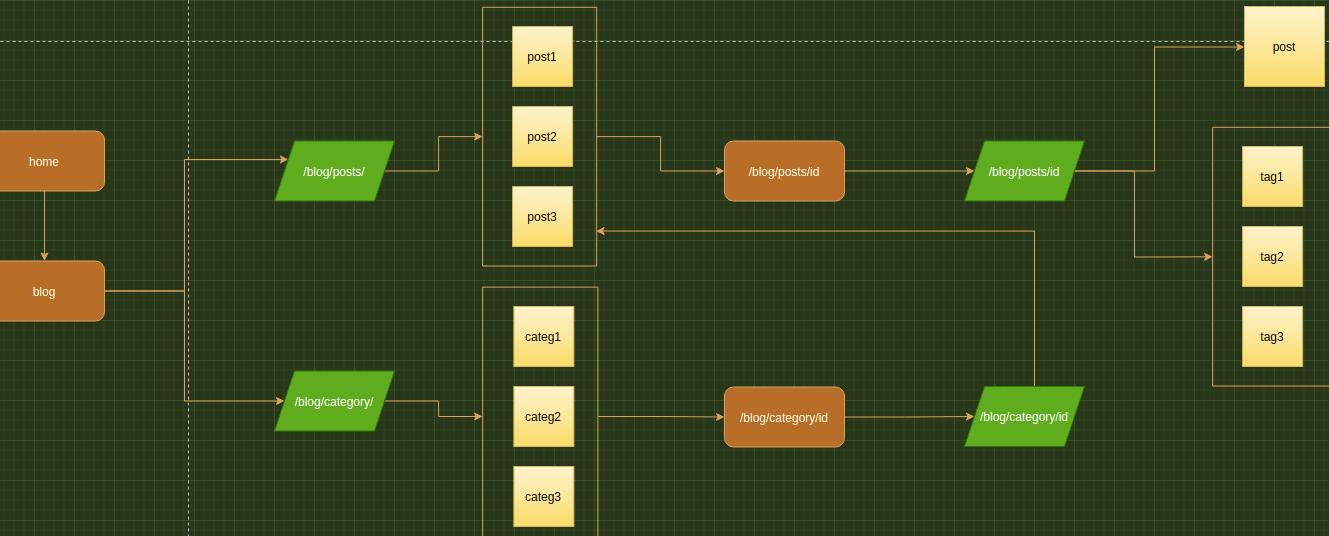 home
blog
/blog/posts/
/blog/category/
post1
post2
post3
categ1
categ2
categ3
/blog/posts/id
/blog/category/id
/blog/posts/id
/blog/category/id
post
tag1
tag2
tag3